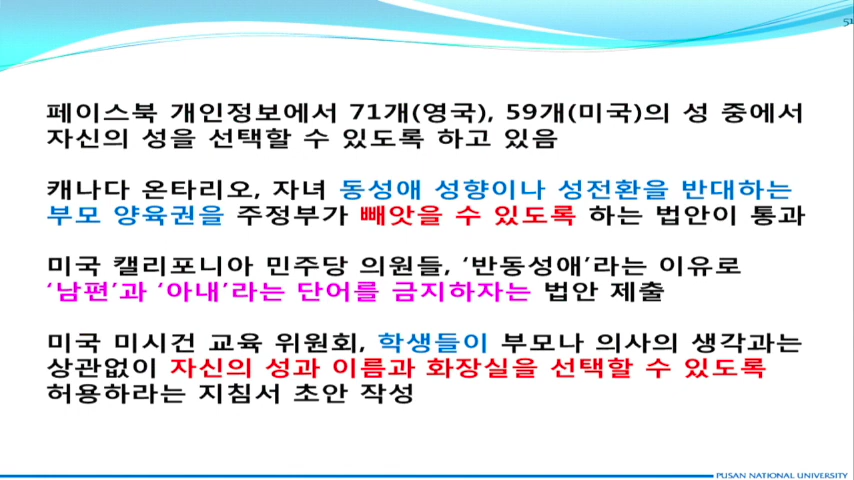 51
페이스북 개인정보에서 71개(영국), 59개(미국)의 성 중에서
자신의 성을 선택할 수 있도록 하고 있음
캐나다 온타리오, 자녀 동성애 성향이나 성전환을 반대하는
부모 양육권을 주정부가 빼앗을 수 있도록 하는 법안이 통과
미국 캘리포니아 민주당 의원들, ‘반동성애’라는 이유로
‘남편’과 ‘아내’라는 단어를 금지하자는 법안 제출
미국 미시건 교육 위원회, 학생들이 부모나 의사의 생각과는
상관없이 자신의 성과 이름과 화장실을 선택할 수 있도록
허용하라는 지침서 초안 작성
PUSAN NATIONAL UNIVERSITY